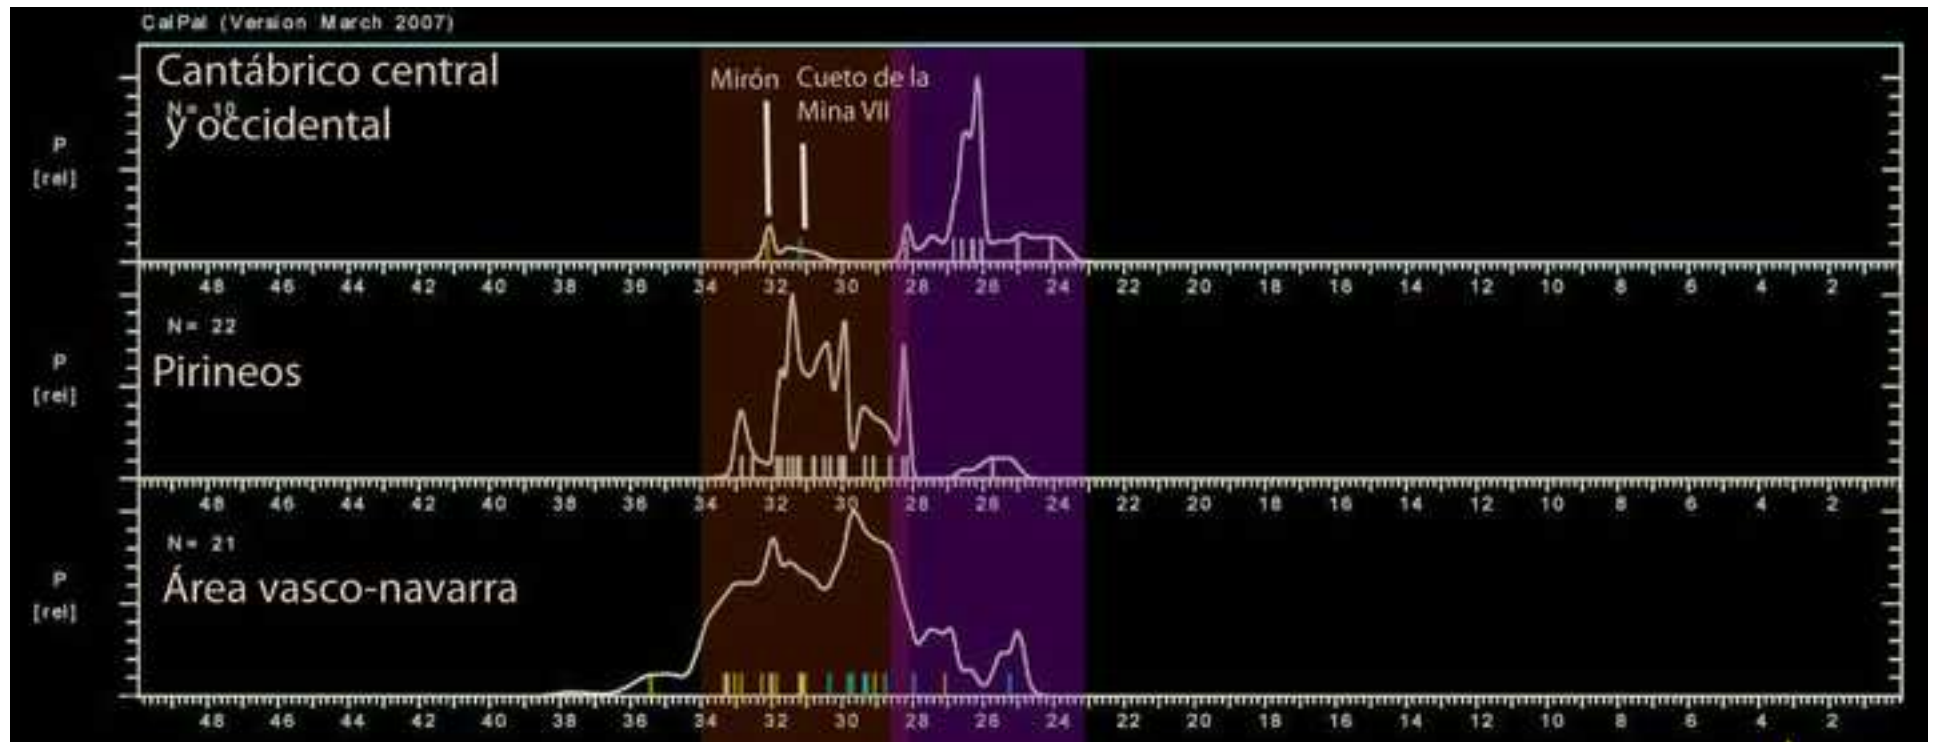 CalPal (Version March 2007)
Cantábrico central
N= 10
y occidental
Mirón
Cueto de la
Mina VII
P
[rel]
48 46 44 42 40 38 36 34 32 30 28 26 24 22 20 18 16 14 12 10 8 6 4 2
N= 22
Pirineos
P
[rel]
48 46 44 42 40 38 36 34 32 30 28 26 24 22 20 18 16 14 12 10 8 6 4 2
N= 21
Área vasco-navarra
P
[rel]
48 46 44 42 40 38 36 34 32 30 28 26 24 22 20 18 16 14 12 10 8 6 4 2